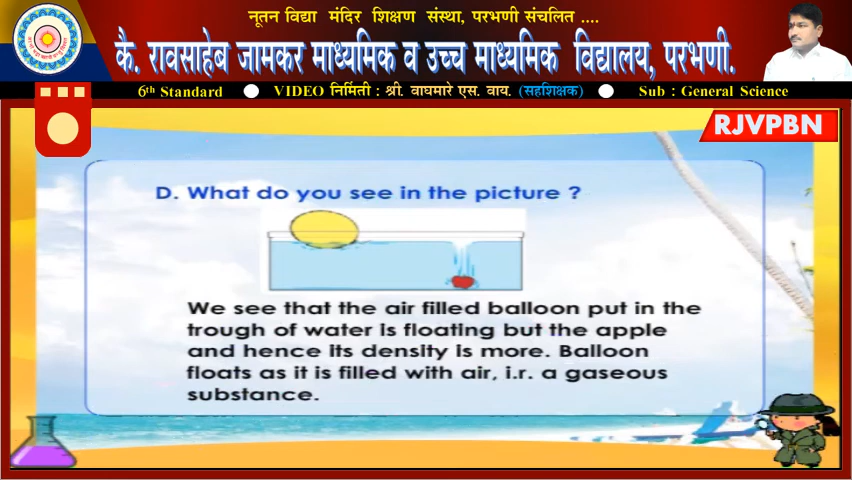 नूतन विद्या मंदिर शिक्षण संस्था, परभणी संचलित ....
कै. रावसाहेब जामकर माध्यमिक व उच्च माध्यमिक विद्यालय, परभणी.
6th Standard ● VIDEO निर्मिती : श्री. वाघमारे एस. वाय. (सहशिक्षक) ● Sub : General Science
RJVPBN
D. What do you see in the picture ?
We see that the air filled balloon put in the
trough of water is floating but the apple
and hence its density is more. Balloon
floats as it is filled with air, i.r. a gaseous
substance.